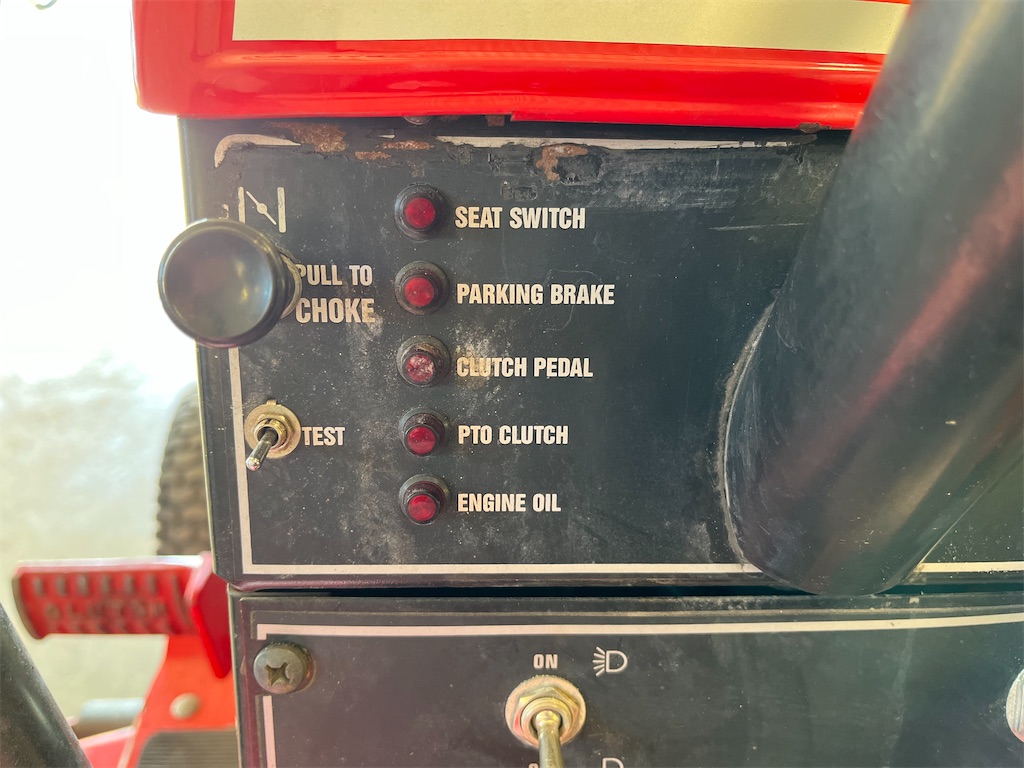 SEAT SWITCH
PULL TO
CHOKE
PARKING BRAKE
CLUTCH PEDAL
TEST
PTO CLUTCH
ENGINE OIL
ON